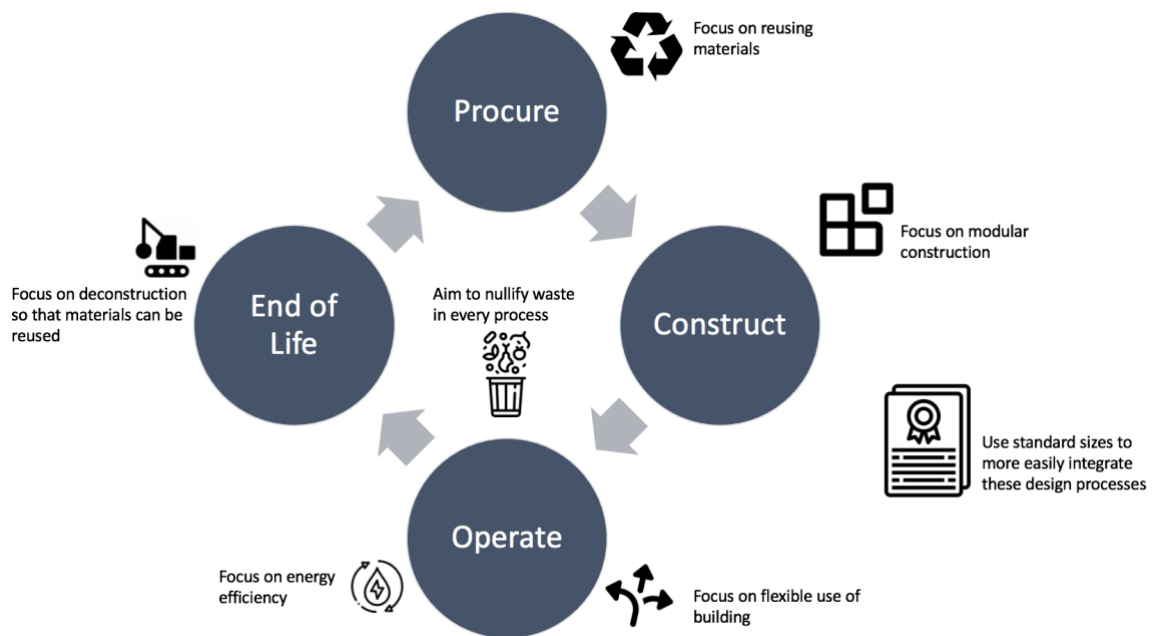 Procure
Focus on reusing
materials
Construct
Focus on modular
construction
Use standard sizes to
more easily integrate
these design processes
Operate
Focus on flexible use of
building
Focus on energy
efficiency
End of
Life
Focus on deconstruction
so that materials can be
reused
Aim to nullify waste
in every process